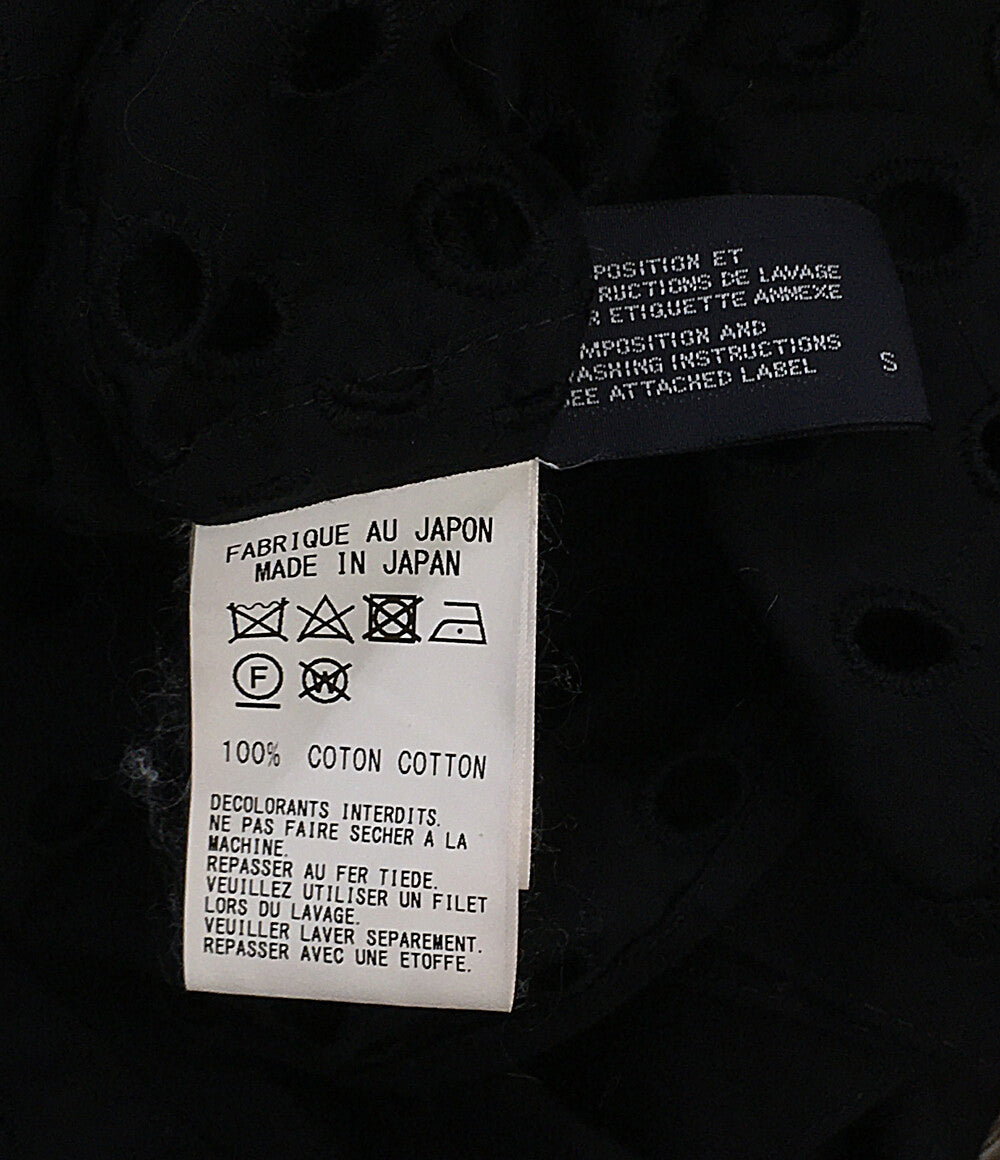 POSITION ET
RUCTIONS DE LAVAGE
R ETIQUETTE ANNEXE
MPOSITION AND
WASHING INSTRUCTIONS
SEE ATTACHED LABEL
S
FABRIQUE AU JAPON
MADE IN JAPAN
F
W
100% COTON COTTON
DECOLORANTS INTERDITS.
NE PAS FAIRE SECHER A LA
MACHINE.
REPASSER AU FER TIEDE.
VEUILLEZ UTILISER UN FILET
LORS DU LAVAGE.
VEUILLER LAVER SEPAREMENT.
REPASSER AVEC UNE ETOFFE.